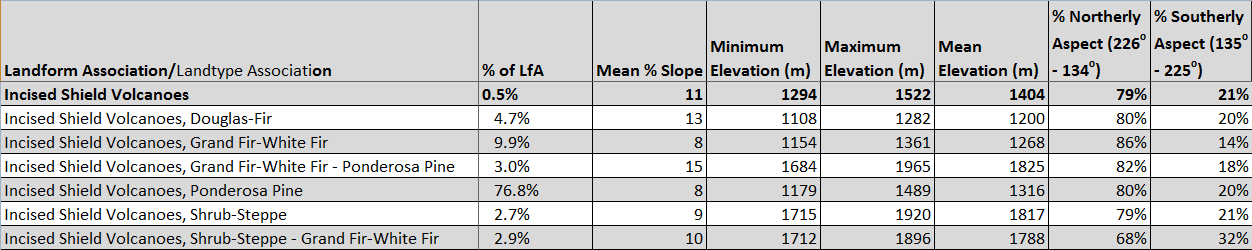 Landform Association/Landtype Association % of LfA Mean % Slope Minimum Elevation (m) Maximum Elevation (m) Mean Elevation (m) % Northerly Aspect (226° - 134°) % Southerly Aspect (135° - 225°)
Incised Shield Volcanoes 0.5% 11 1294 1522 1404 79% 21%
Incised Shield Volcanoes, Douglas-Fir 4.7% 13 1108 1282 1200 80% 20%
Incised Shield Volcanoes, Grand Fir-White Fir 9.9% 8 1154 1361 1268 86% 14%
Incised Shield Volcanoes, Grand Fir-White Fir - Ponderosa Pine 3.0% 15 1684 1965 1825 82% 18%
Incised Shield Volcanoes, Ponderosa Pine 76.8% 8 1179 1489 1316 80% 20%
Incised Shield Volcanoes, Shrub-Steppe 2.7% 9 1715 1920 1817 79% 21%
Incised Shield Volcanoes, Shrub-Steppe - Grand Fir-White Fir 2.9% 10 1712 1896 1788 68% 32%